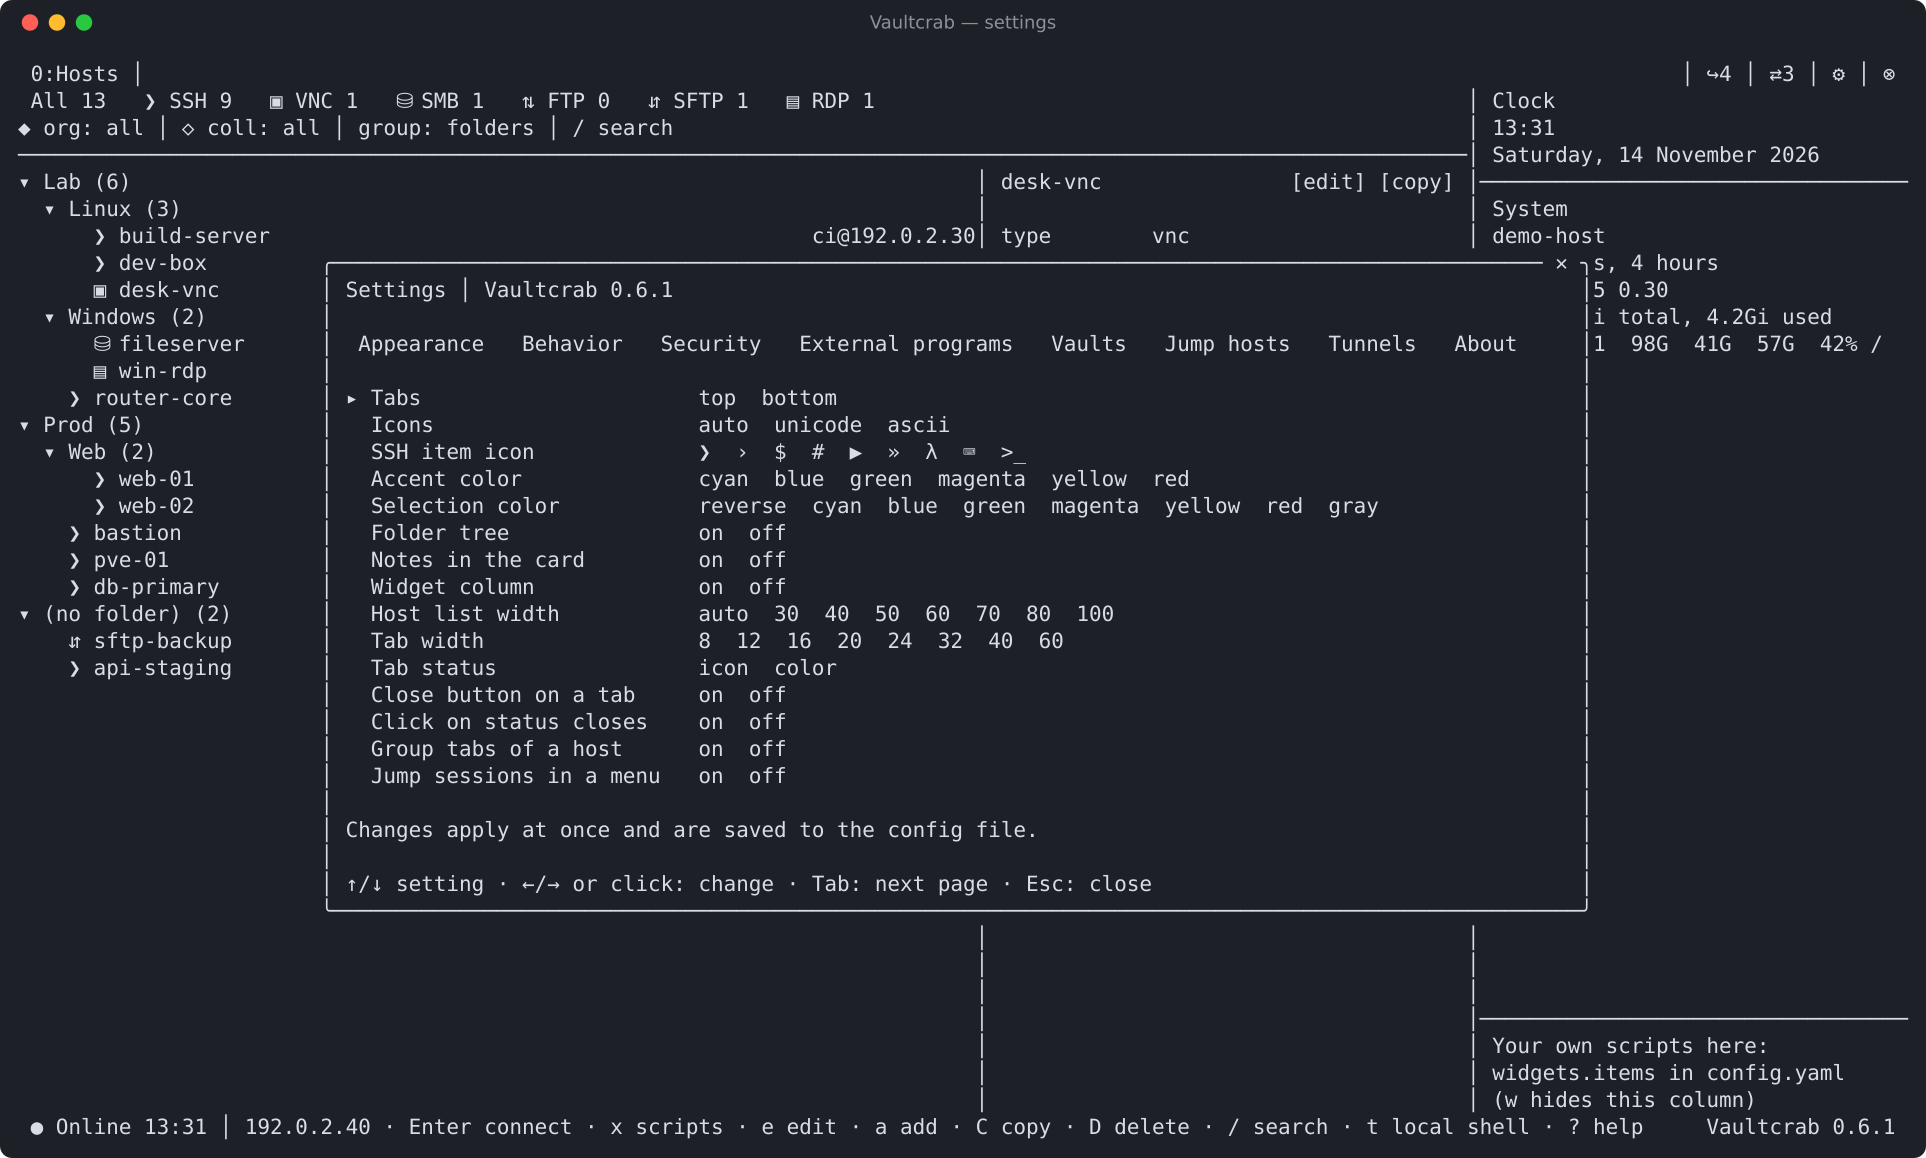 Vaultcrab — settings
0:Hosts │ │ ↪4 │ ⇄3 │ ⚙ │ ⊗
All 13 ❯ SSH 9 ▣ VNC 1 ⛁ SMB 1 ⇅ FTP 0 ⇵ SFTP 1 ▤ RDP 1 │ Clock
◆ org: all │ ◇ coll: all │ group: folders │ / search │ 13:31
│ Saturday, 14 November 2026
▾ Lab (6) │ desk-vnc [edit] [copy] │
▾ Linux (3) │ │ System
❯ build-server ci@192.0.2.30│ type vnc │ demo-host
❯ dev-box × s, 4 hours
▣ desk-vnc │ Settings │ Vaultcrab 0.6.1 │5 0.30
▾ Windows (2) │ │i total, 4.2Gi used
⛁ fileserver │ Appearance Behavior Security External programs Vaults Jump hosts Tunnels About │1 98G 41G 57G 42% /
▤ win-rdp
❯ router-core │ ▸ Tabs top bottom │
▾ Prod (5) │ Icons auto unicode ascii │
▾ Web (2) │ SSH item icon ❯ › $ # ▶ » λ ⌨ >_ │
❯ web-01 │ Accent color cyan blue green magenta yellow red │
❯ web-02 │ Selection color reverse cyan blue green magenta yellow red gray │
❯ bastion │ Folder tree on off │
❯ pve-01 │ Notes in the card on off │
❯ db-primary │ Widget column on off │
▾ (no folder) (2) │ Host list width auto 30 40 50 60 70 80 100 │
⇵ sftp-backup │ Tab width 8 12 16 20 24 32 40 60 │
❯ api-staging │ Tab status icon color │
│ Close button on a tab on off │
│ Click on status closes on off │
│ Group tabs of a host on off │
│ Jump sessions in a menu on off │
│ Changes apply at once and are saved to the config file. │
│ ↑/↓ setting · ←/→ or click: change · Tab: next page · Esc: close │
│ Your own scripts here:
│ widgets.items in config.yaml
│ (w hides this column)
● Online 13:31 │ 192.0.2.40 · Enter connect · x scripts · e edit · a add · C copy · D delete · / search · t local shell · ? help Vaultcrab 0.6.1